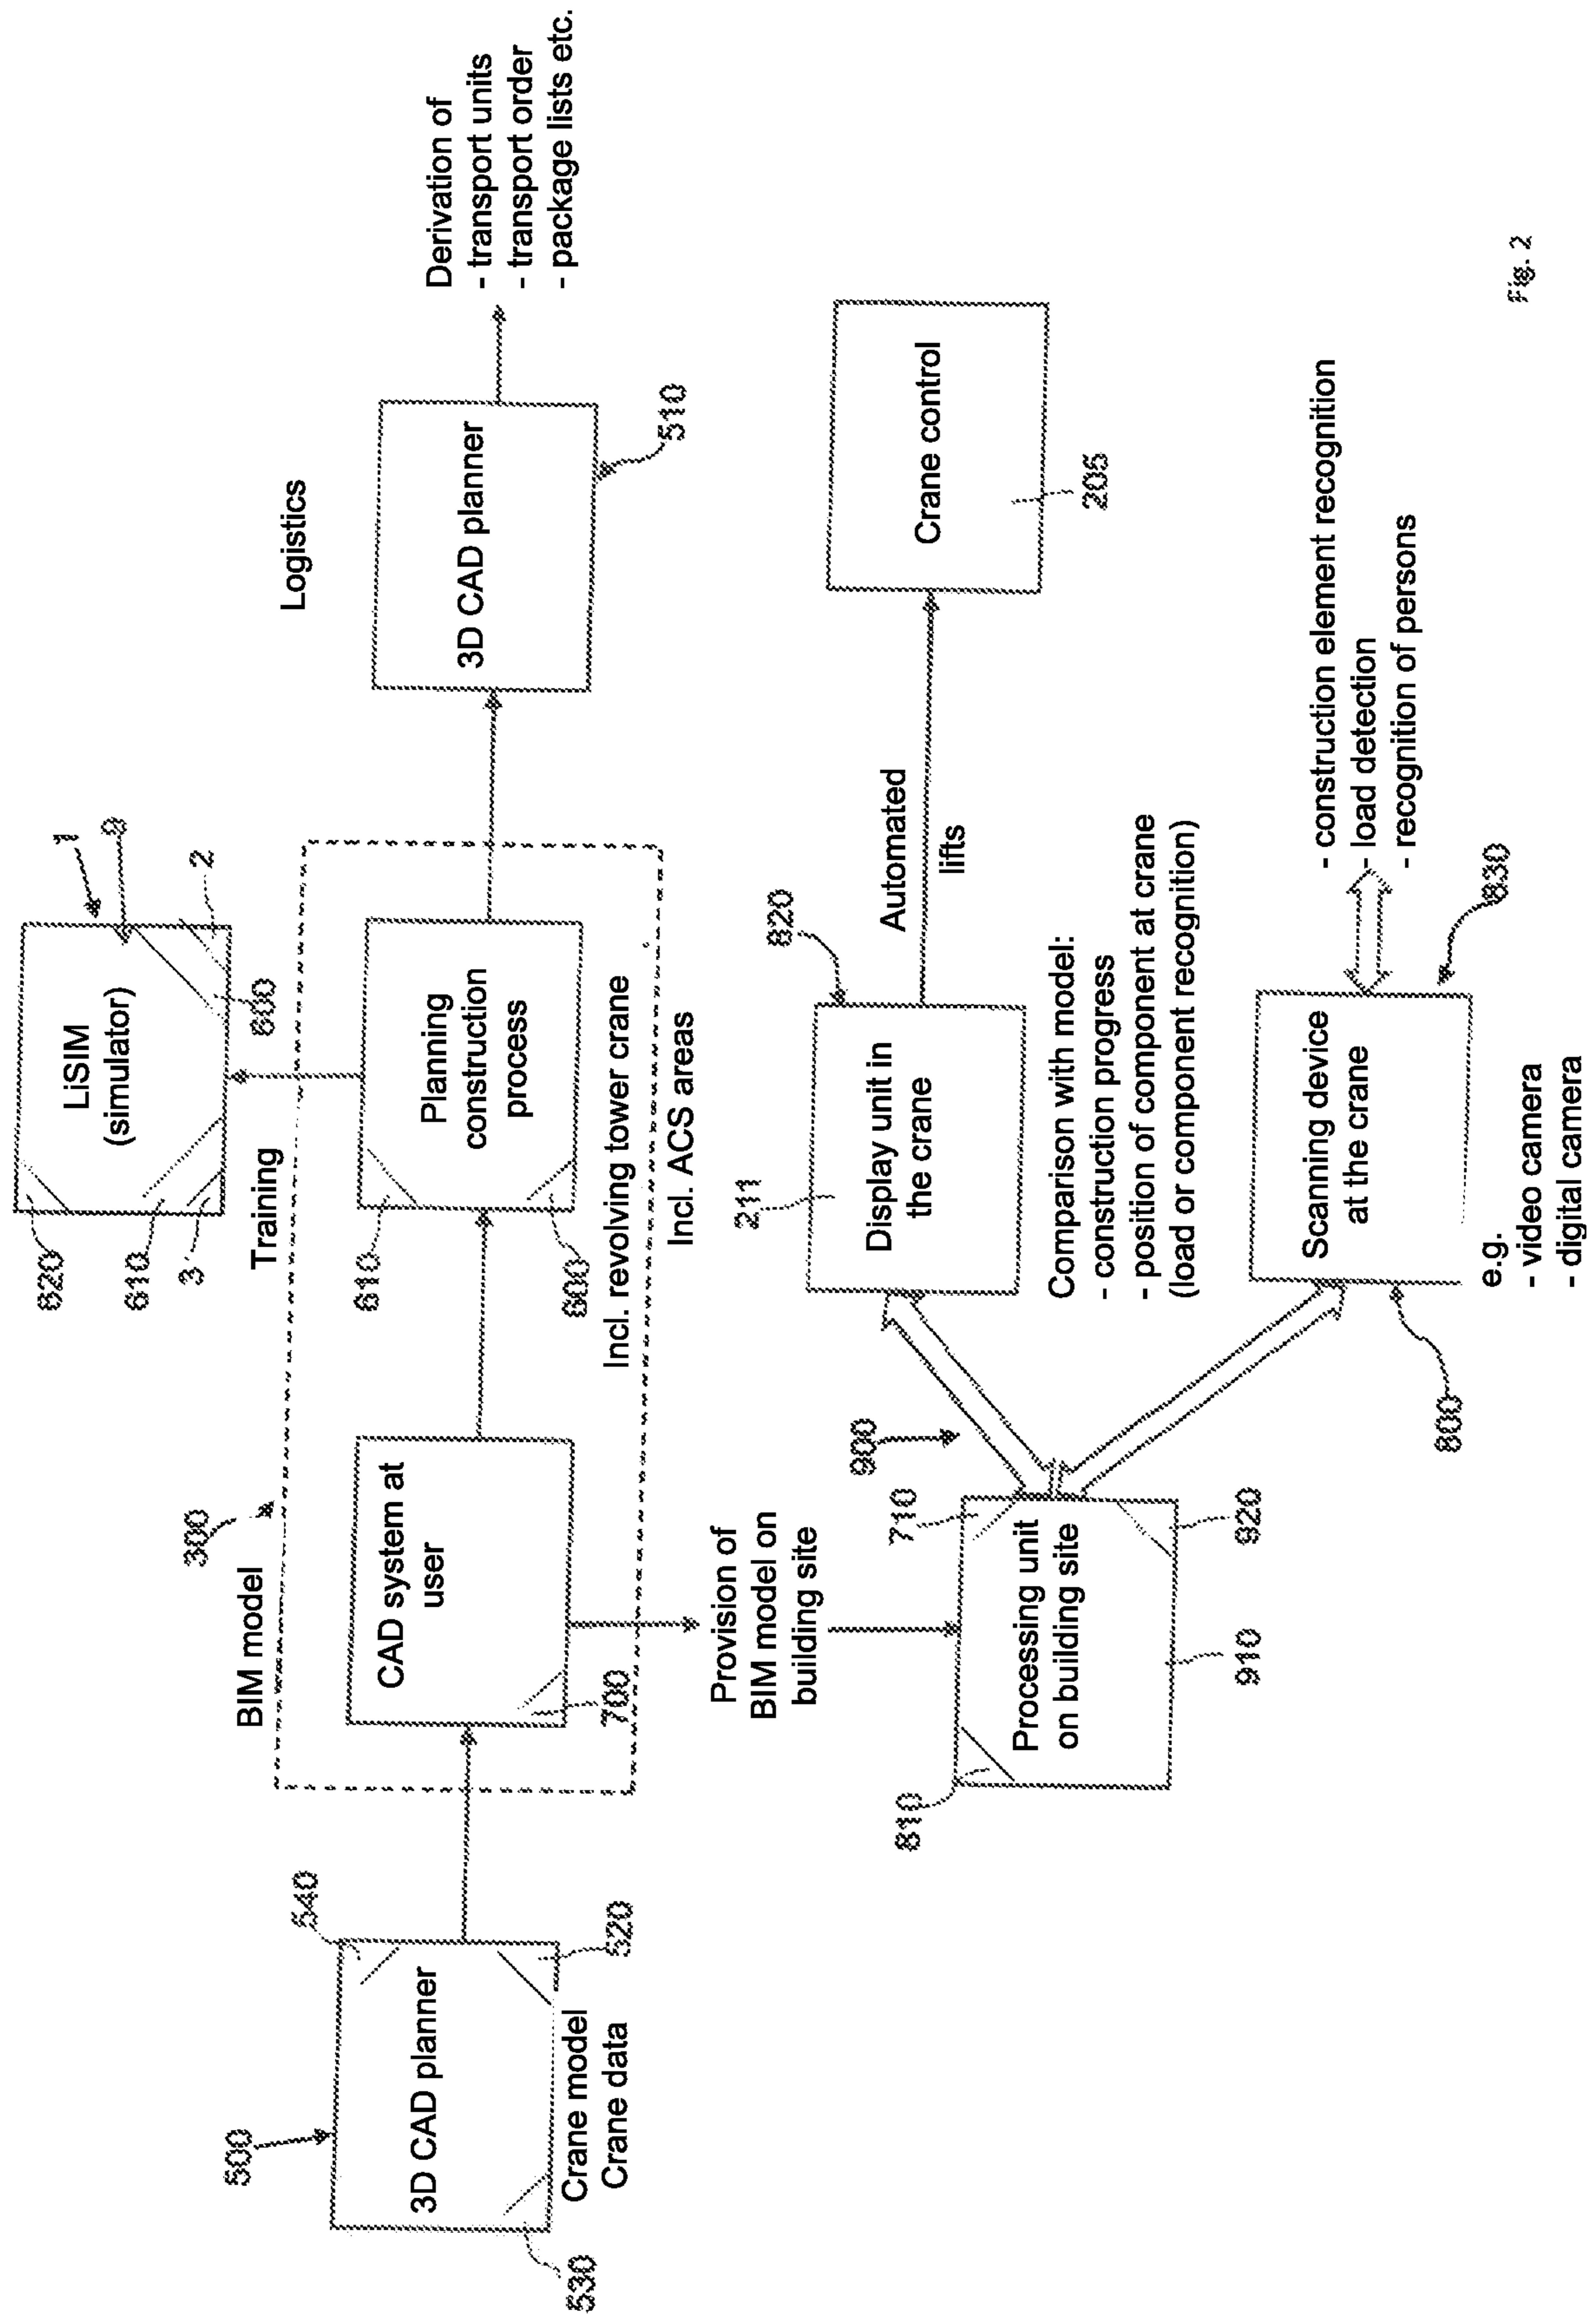 1
9
2
LiSIM
(simulator)
600
620
610
3
Training
Logistics
300
BIM model
500
3D CAD planner
540
520
530
Crane model
Crane data
CAD system at
user
700
Planning
construction
process
610
600
Incl. revolving tower crane
Incl. ACS areas
3D CAD planner
510
Derivation of
- transport units
- transport order
- package lists etc.
Provision of
BIM model on
building site
211
Display unit in
the crane
820
Automated
lifts
Crane control
205
900
710
Processing unit
on building site
810
910
920
Comparison with model:
- construction progress
- position of component at crane
(load or component recognition)
Scanning device
at the crane
800
830
- construction element recognition
- load detection
- recognition of persons
e.g.
- video camera
- digital camera
Fig. 2